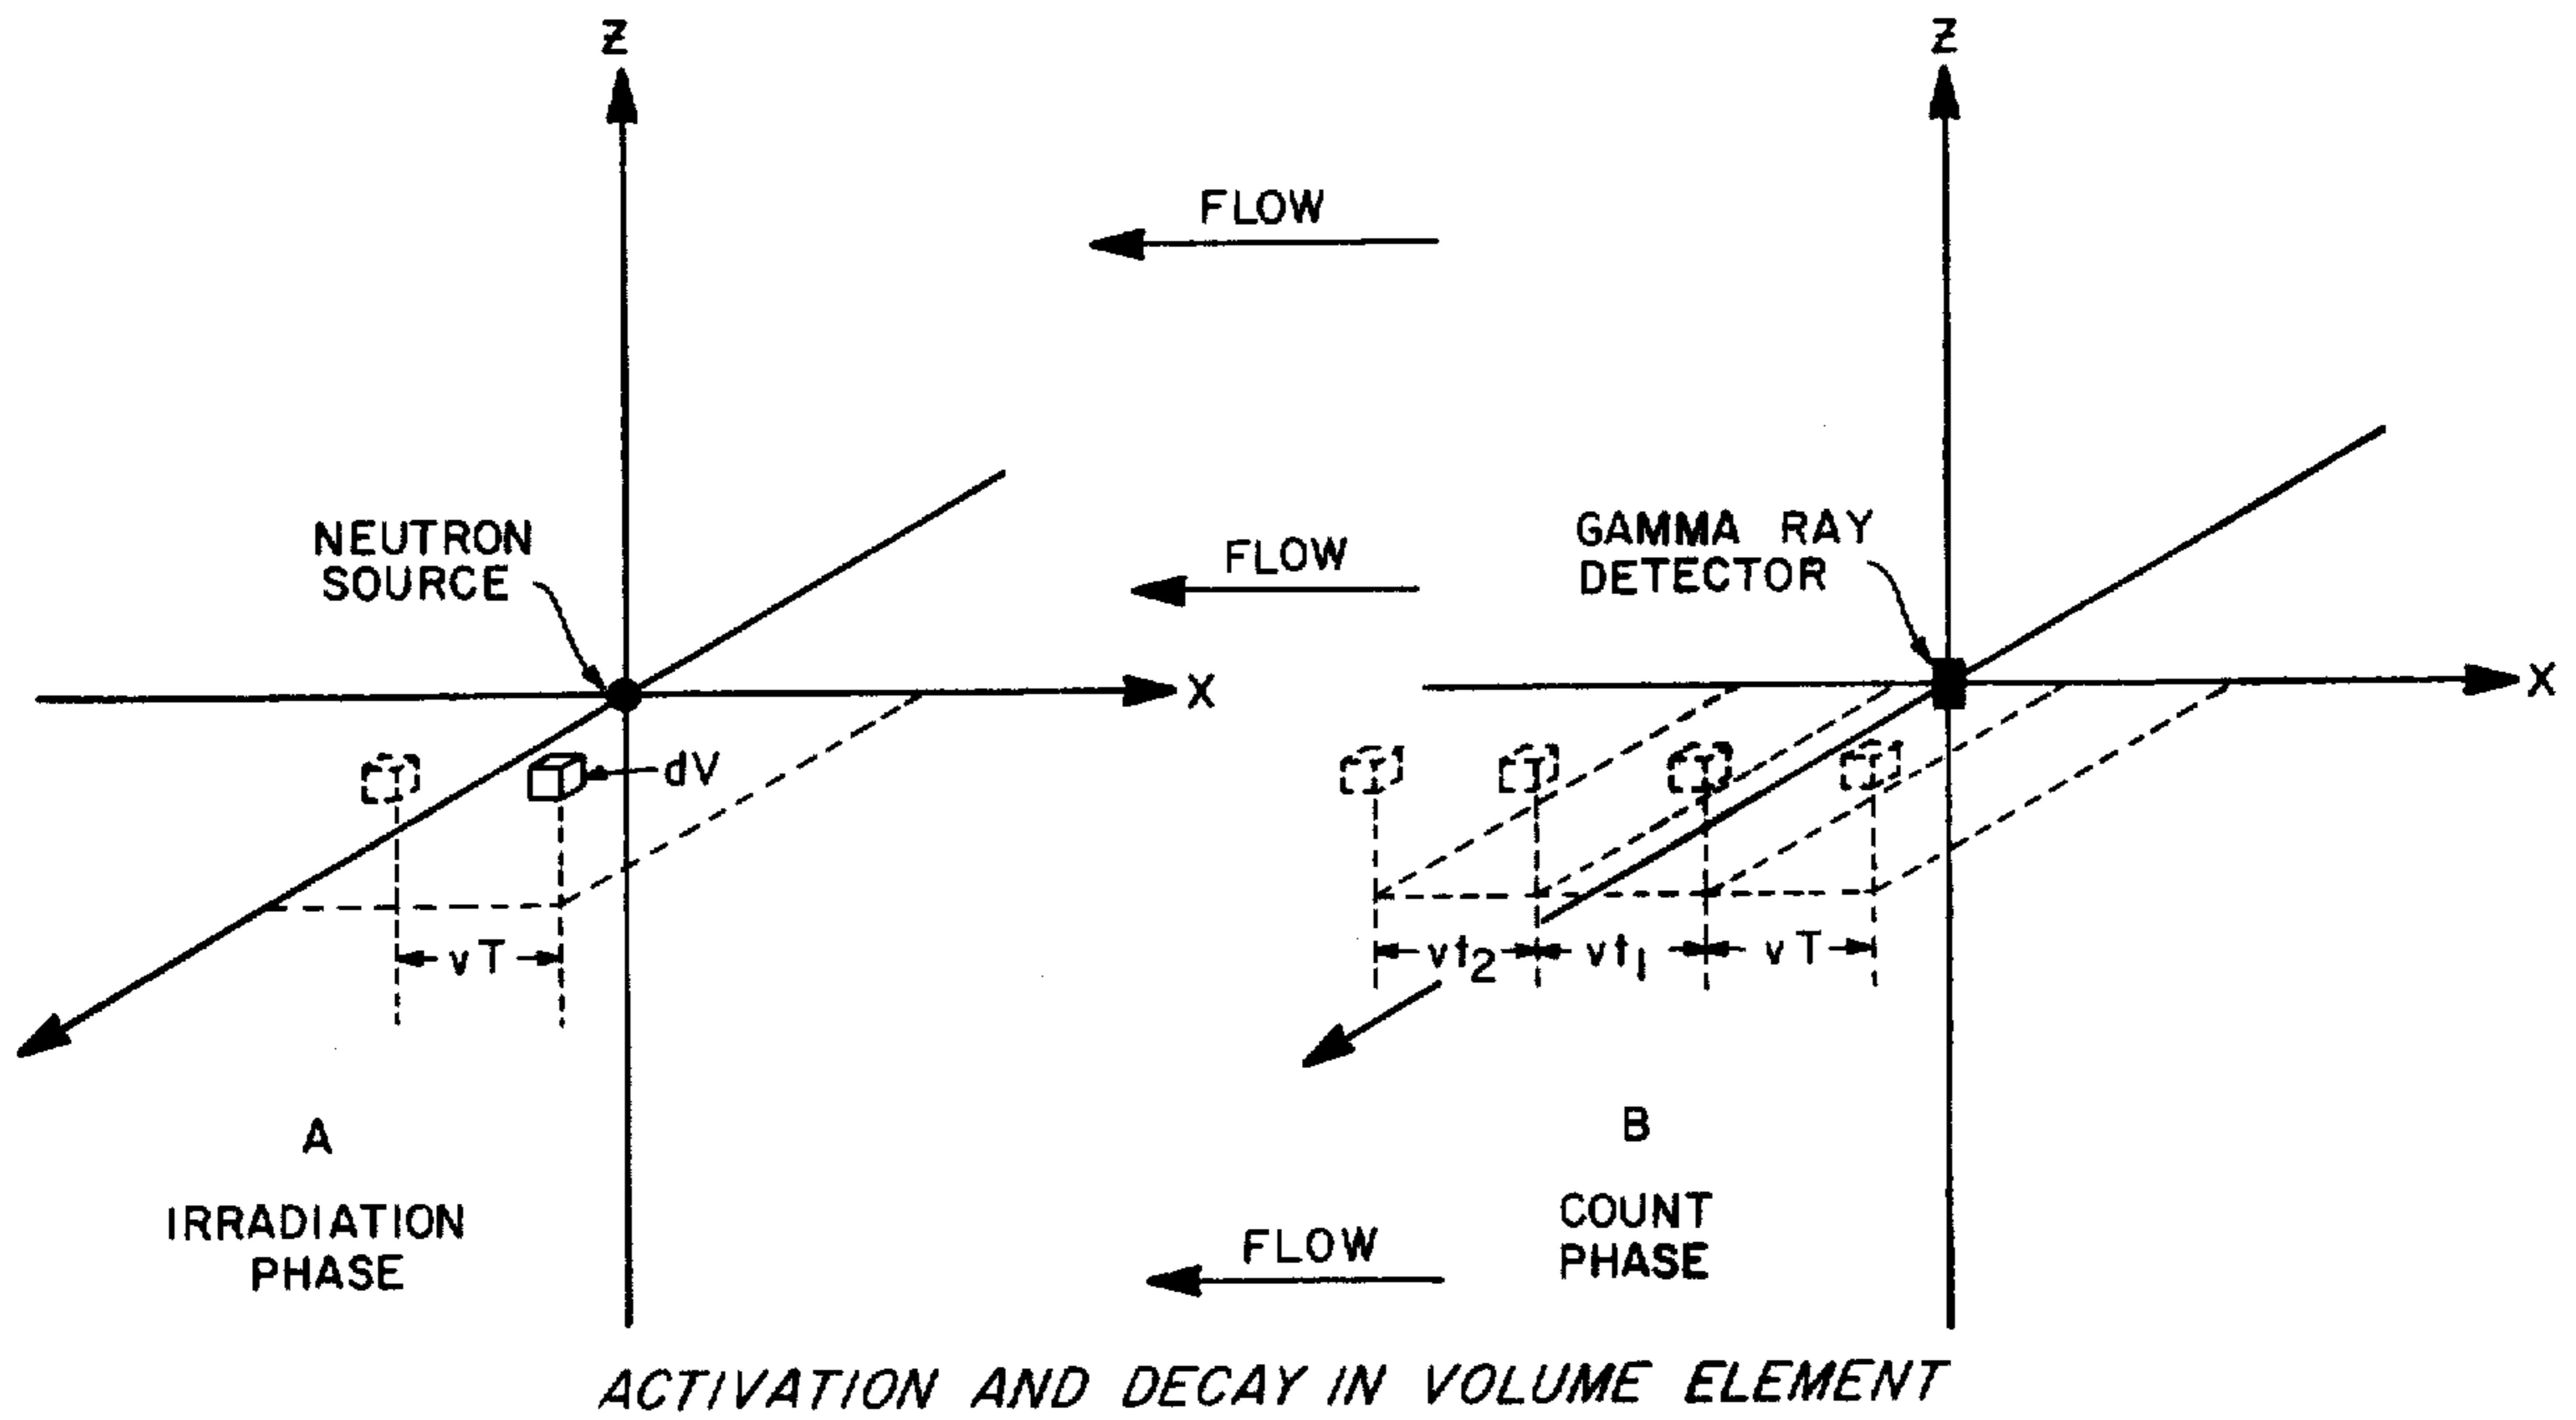 Z
Z
FLOW
NEUTRON
SOURCE
FLOW
GAMMA RAY
DETECTOR
X
X
dV
vT
vt2
vt1
vT
A
B
IRRADIATION
PHASE
COUNT
PHASE
FLOW
ACTIVATION AND DECAY IN VOLUME ELEMENT